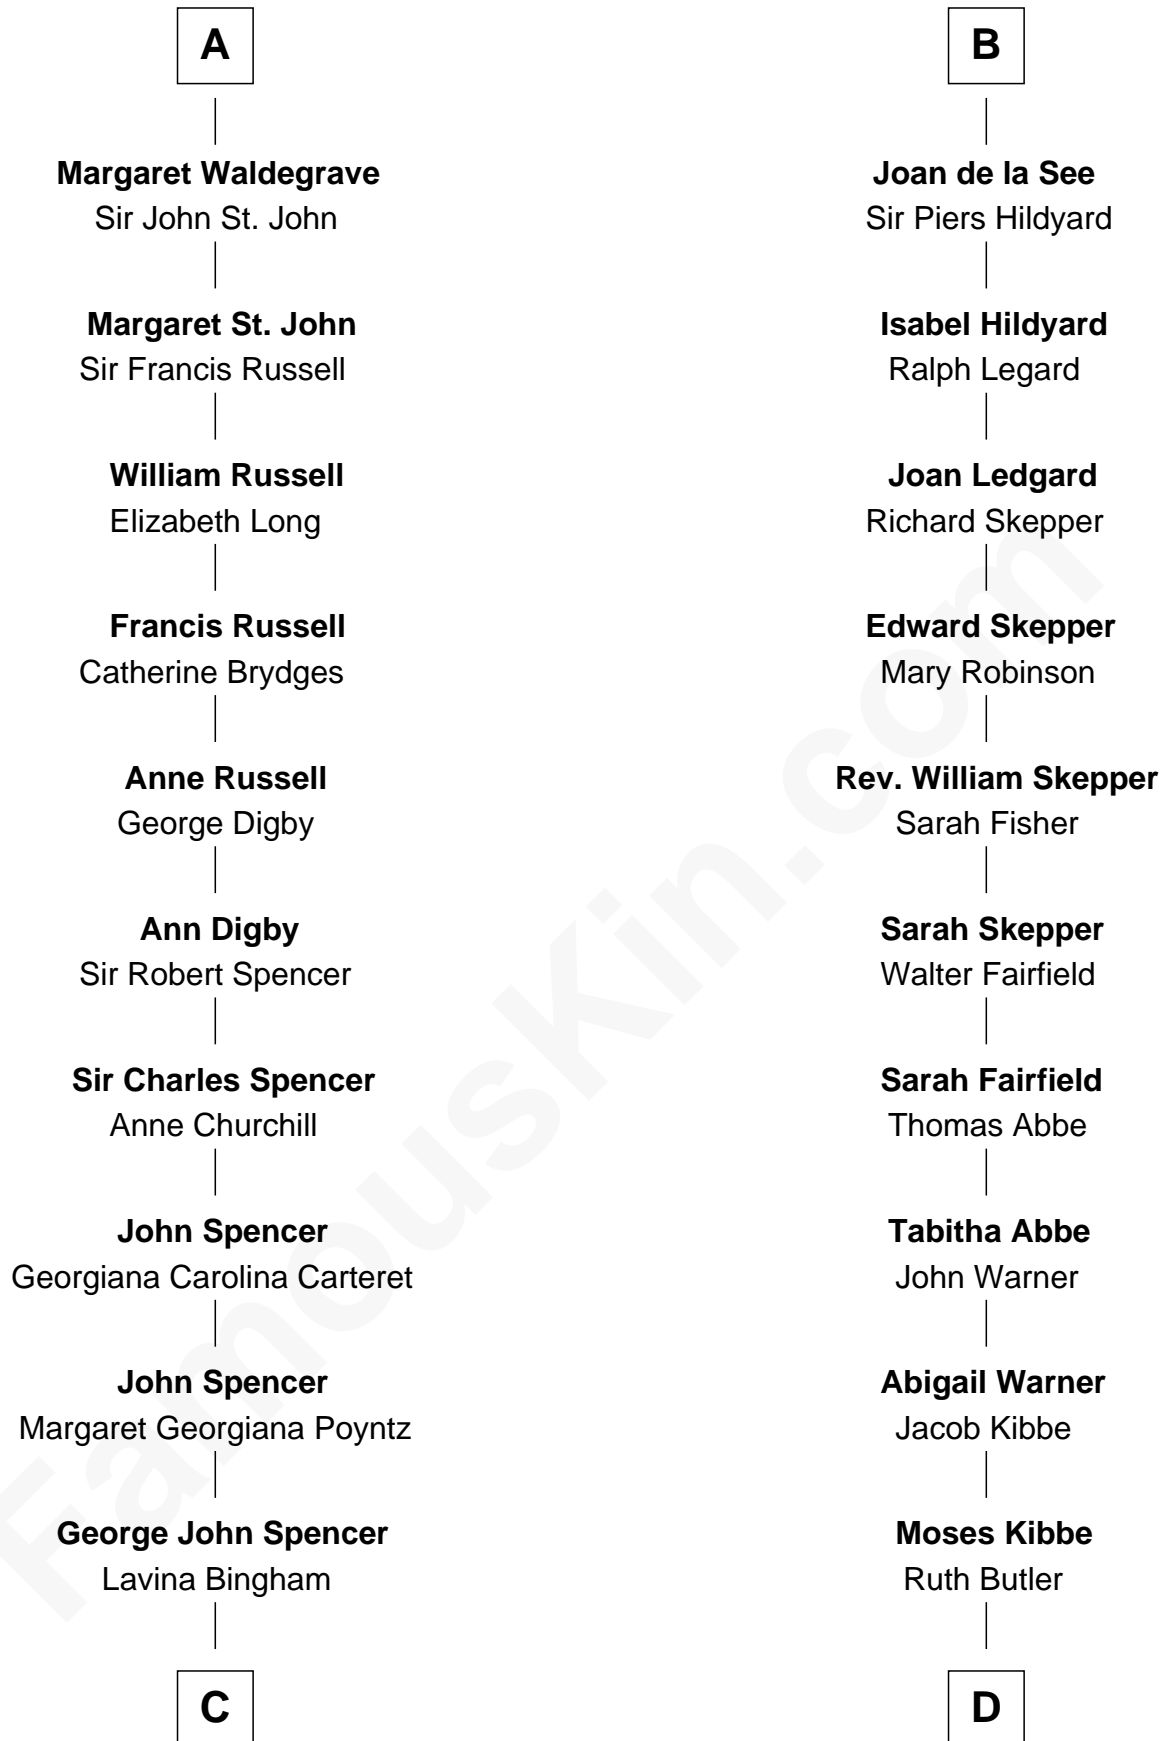 A
Margaret Waldegrave
Sir John St. John
Margaret St. John
Sir Francis Russell
William Russell
Elizabeth Long
Francis Russell
Catherine Brydges
Anne Russell
George Digby
Ann Digby
Sir Robert Spencer
Sir Charles Spencer
Anne Churchill
John Spencer
Georgiana Carolina Carteret
John Spencer
Margaret Georgiana Poyntz
George John Spencer
Lavina Bingham
C
B
Joan de la See
Sir Piers Hildyard
Isabel Hildyard
Ralph Legard
Joan Ledgard
Richard Skepper
Edward Skepper
Mary Robinson
Rev. William Skepper
Sarah Fisher
Sarah Skepper
Walter Fairfield
Sarah Fairfield
Thomas Abbe
Tabitha Abbe
John Warner
Abigail Warner
Jacob Kibbe
Moses Kibbe
Ruth Butler
D
FamousKin.com